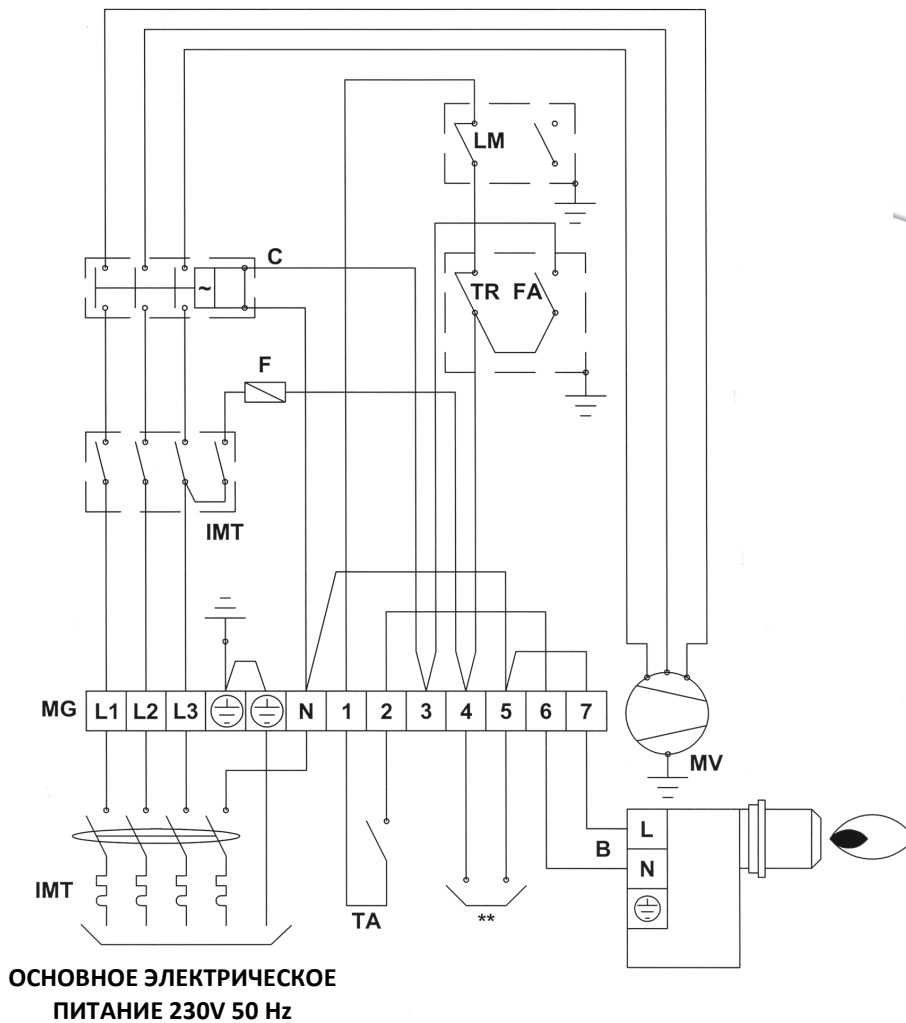 LM
C
TR FA
F
IMT
MG L1 L2 L3 N 1 2 3 4 5 6 7
MV
L
B
N
IMT
TA
**
~
ОСНОВНОЕ ЭЛЕКТРИЧЕСКОЕ
ПИТАНИЕ 230V 50 Hz